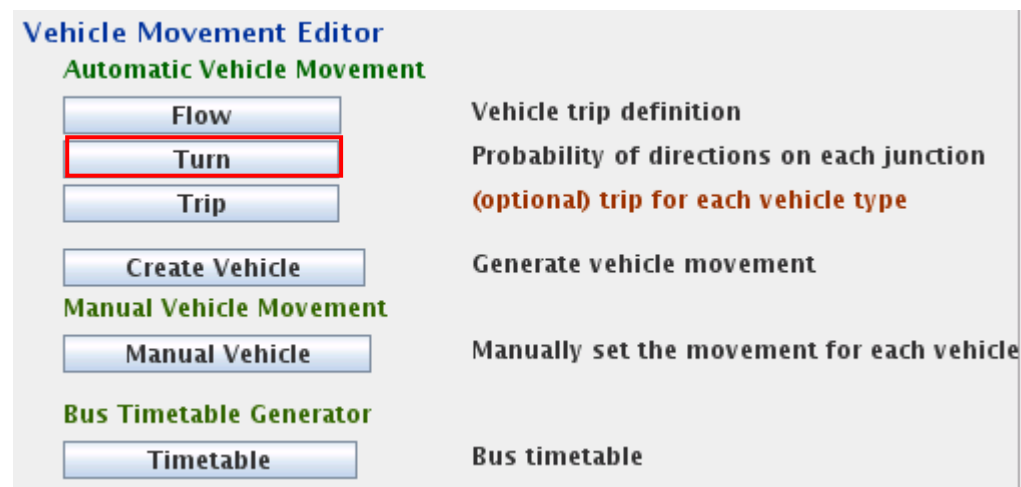 Vehicle Movement Editor
Automatic Vehicle Movement
Flow Vehicle trip definition
Turn Probability of directions on each junction
Trip (optional) trip for each vehicle type
Create Vehicle Generate vehicle movement
Manual Vehicle Movement
Manual Vehicle Manually set the movement for each vehicle
Bus Timetable Generator
Timetable Bus timetable